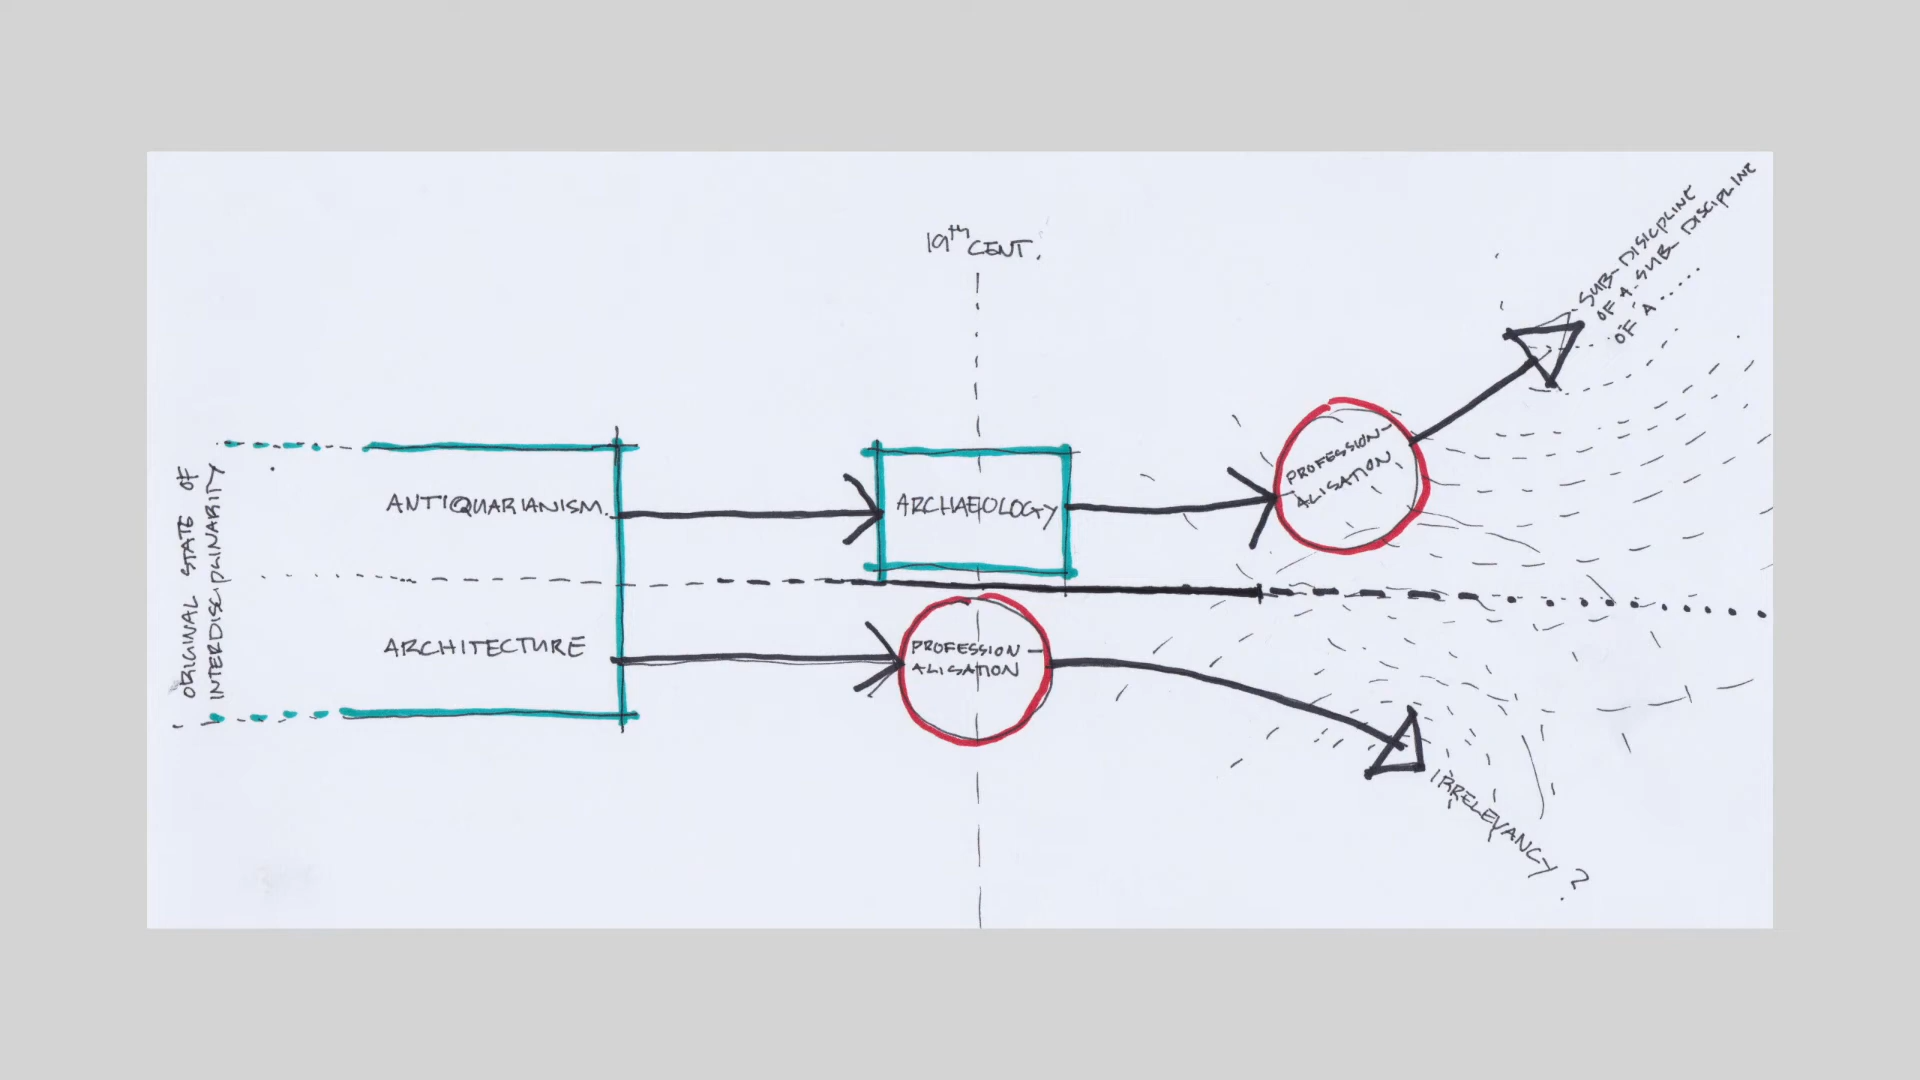 19th CENT.
SUB-DISICPLINE
OF A SUB-DISCIPLINE
OF A.....
ORIGINAL STATE OF
INTERDISCIPLINARITY
ANTIQUARIANISM.
ARCHAEOLOGY
PROFESSION-
ALISATION
ARCHITECTURE
PROFESSION-
ALISATION
IRRELEVANCY?